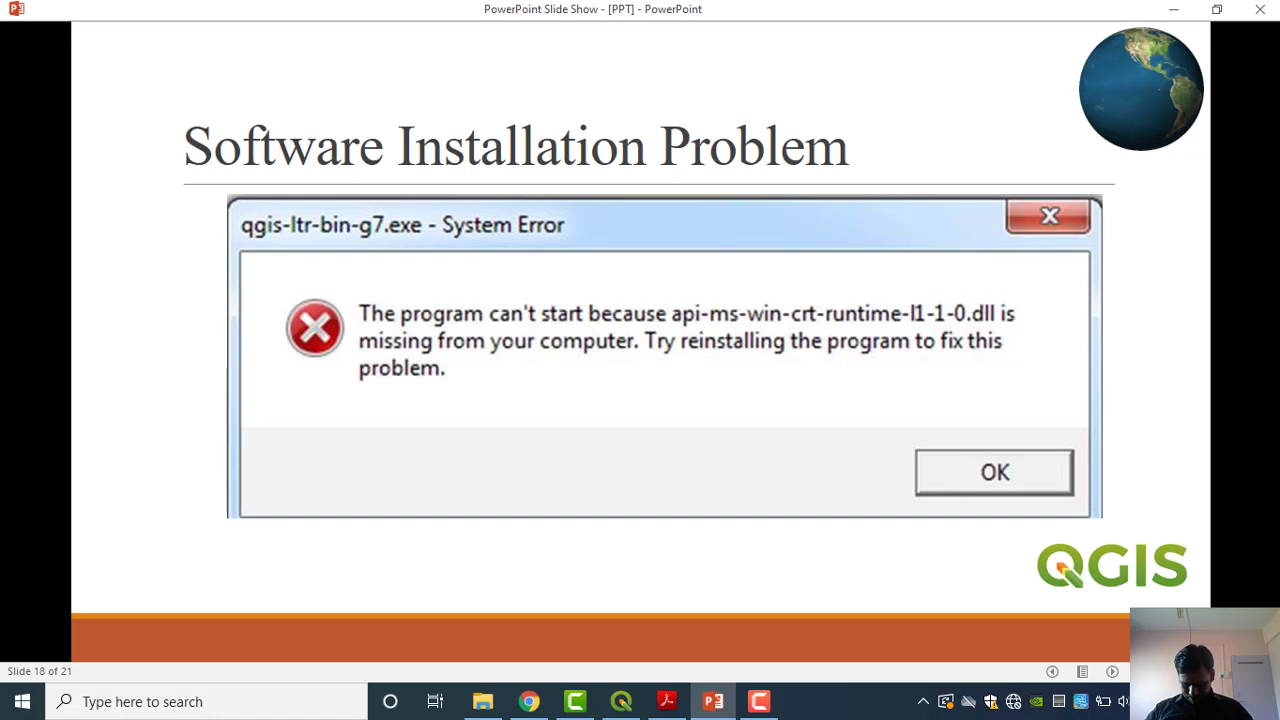 PowerPoint Slide Show - [PPT] - PowerPoint
Software Installation Problem
qgis-ltr-bin-g7.exe - System Error
The program can't start because api-ms-win-crt-runtime-l1-1-0.dll is
missing from your computer. Try reinstalling the program to fix this
problem.
OK
QGIS
Slide 18 of 21
Type here to search